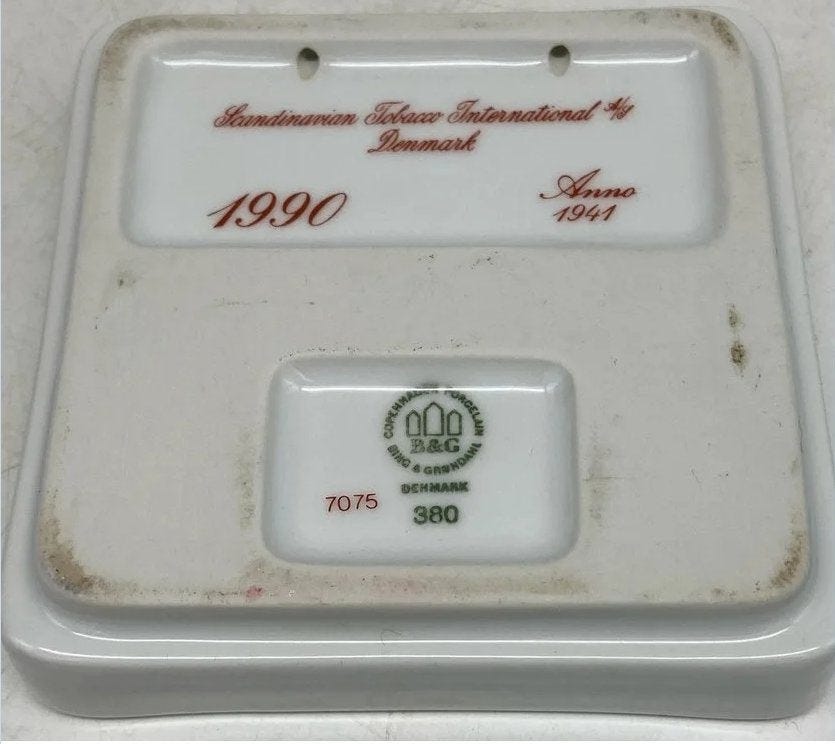 Scandinavian Tobacco International A/S
Denmark
1990
Anno
1941
COPENHAGEN PORCELAIN
B&G
BING & GRØNDAHL
DENMARK
7075
380